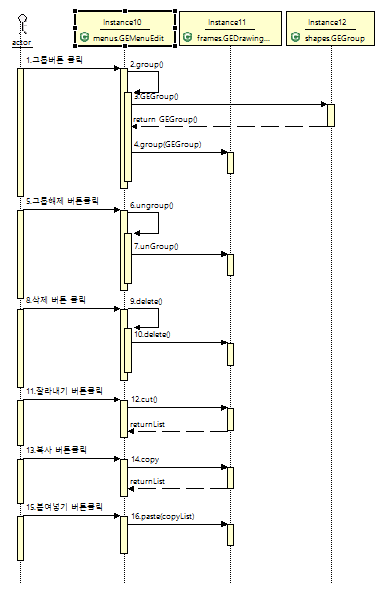 Instance10
menus.GEMenuEdit
Instance11
frames.GEDrawing...
Instance12
shapes.GEGroup
actor
1.그룹버튼 클릭
2.group()
3.GEGroup()
return GEGroup()
4.group(GEGroup)
5.그룹해제 버튼클릭
6.ungroup()
7.unGroup()
8.삭제 버튼 클릭
9.delete()
10.delete()
11.잘라내기 버튼클릭
12.cut()
returnList
13.복사 버튼클릭
14.copy
returnList
15.붙여넣기 버튼클릭
16.paste(copyList)